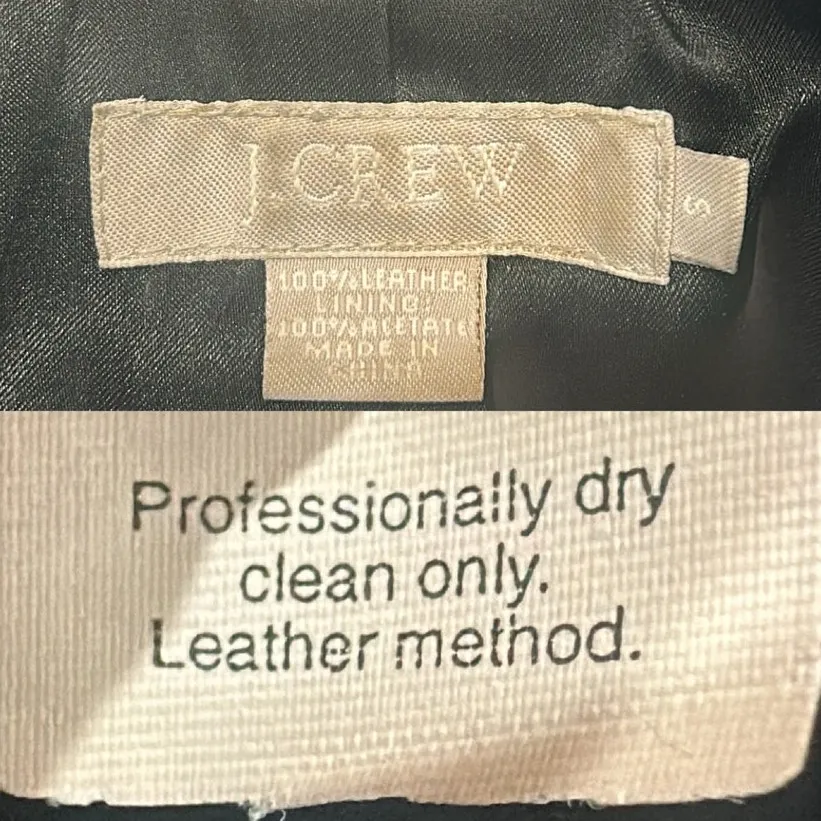 J.CREW
S
100% LEATHER
LINING:
100% ACETATE
MADE IN
CHINA
Professionally dry
clean only.
Leather method.